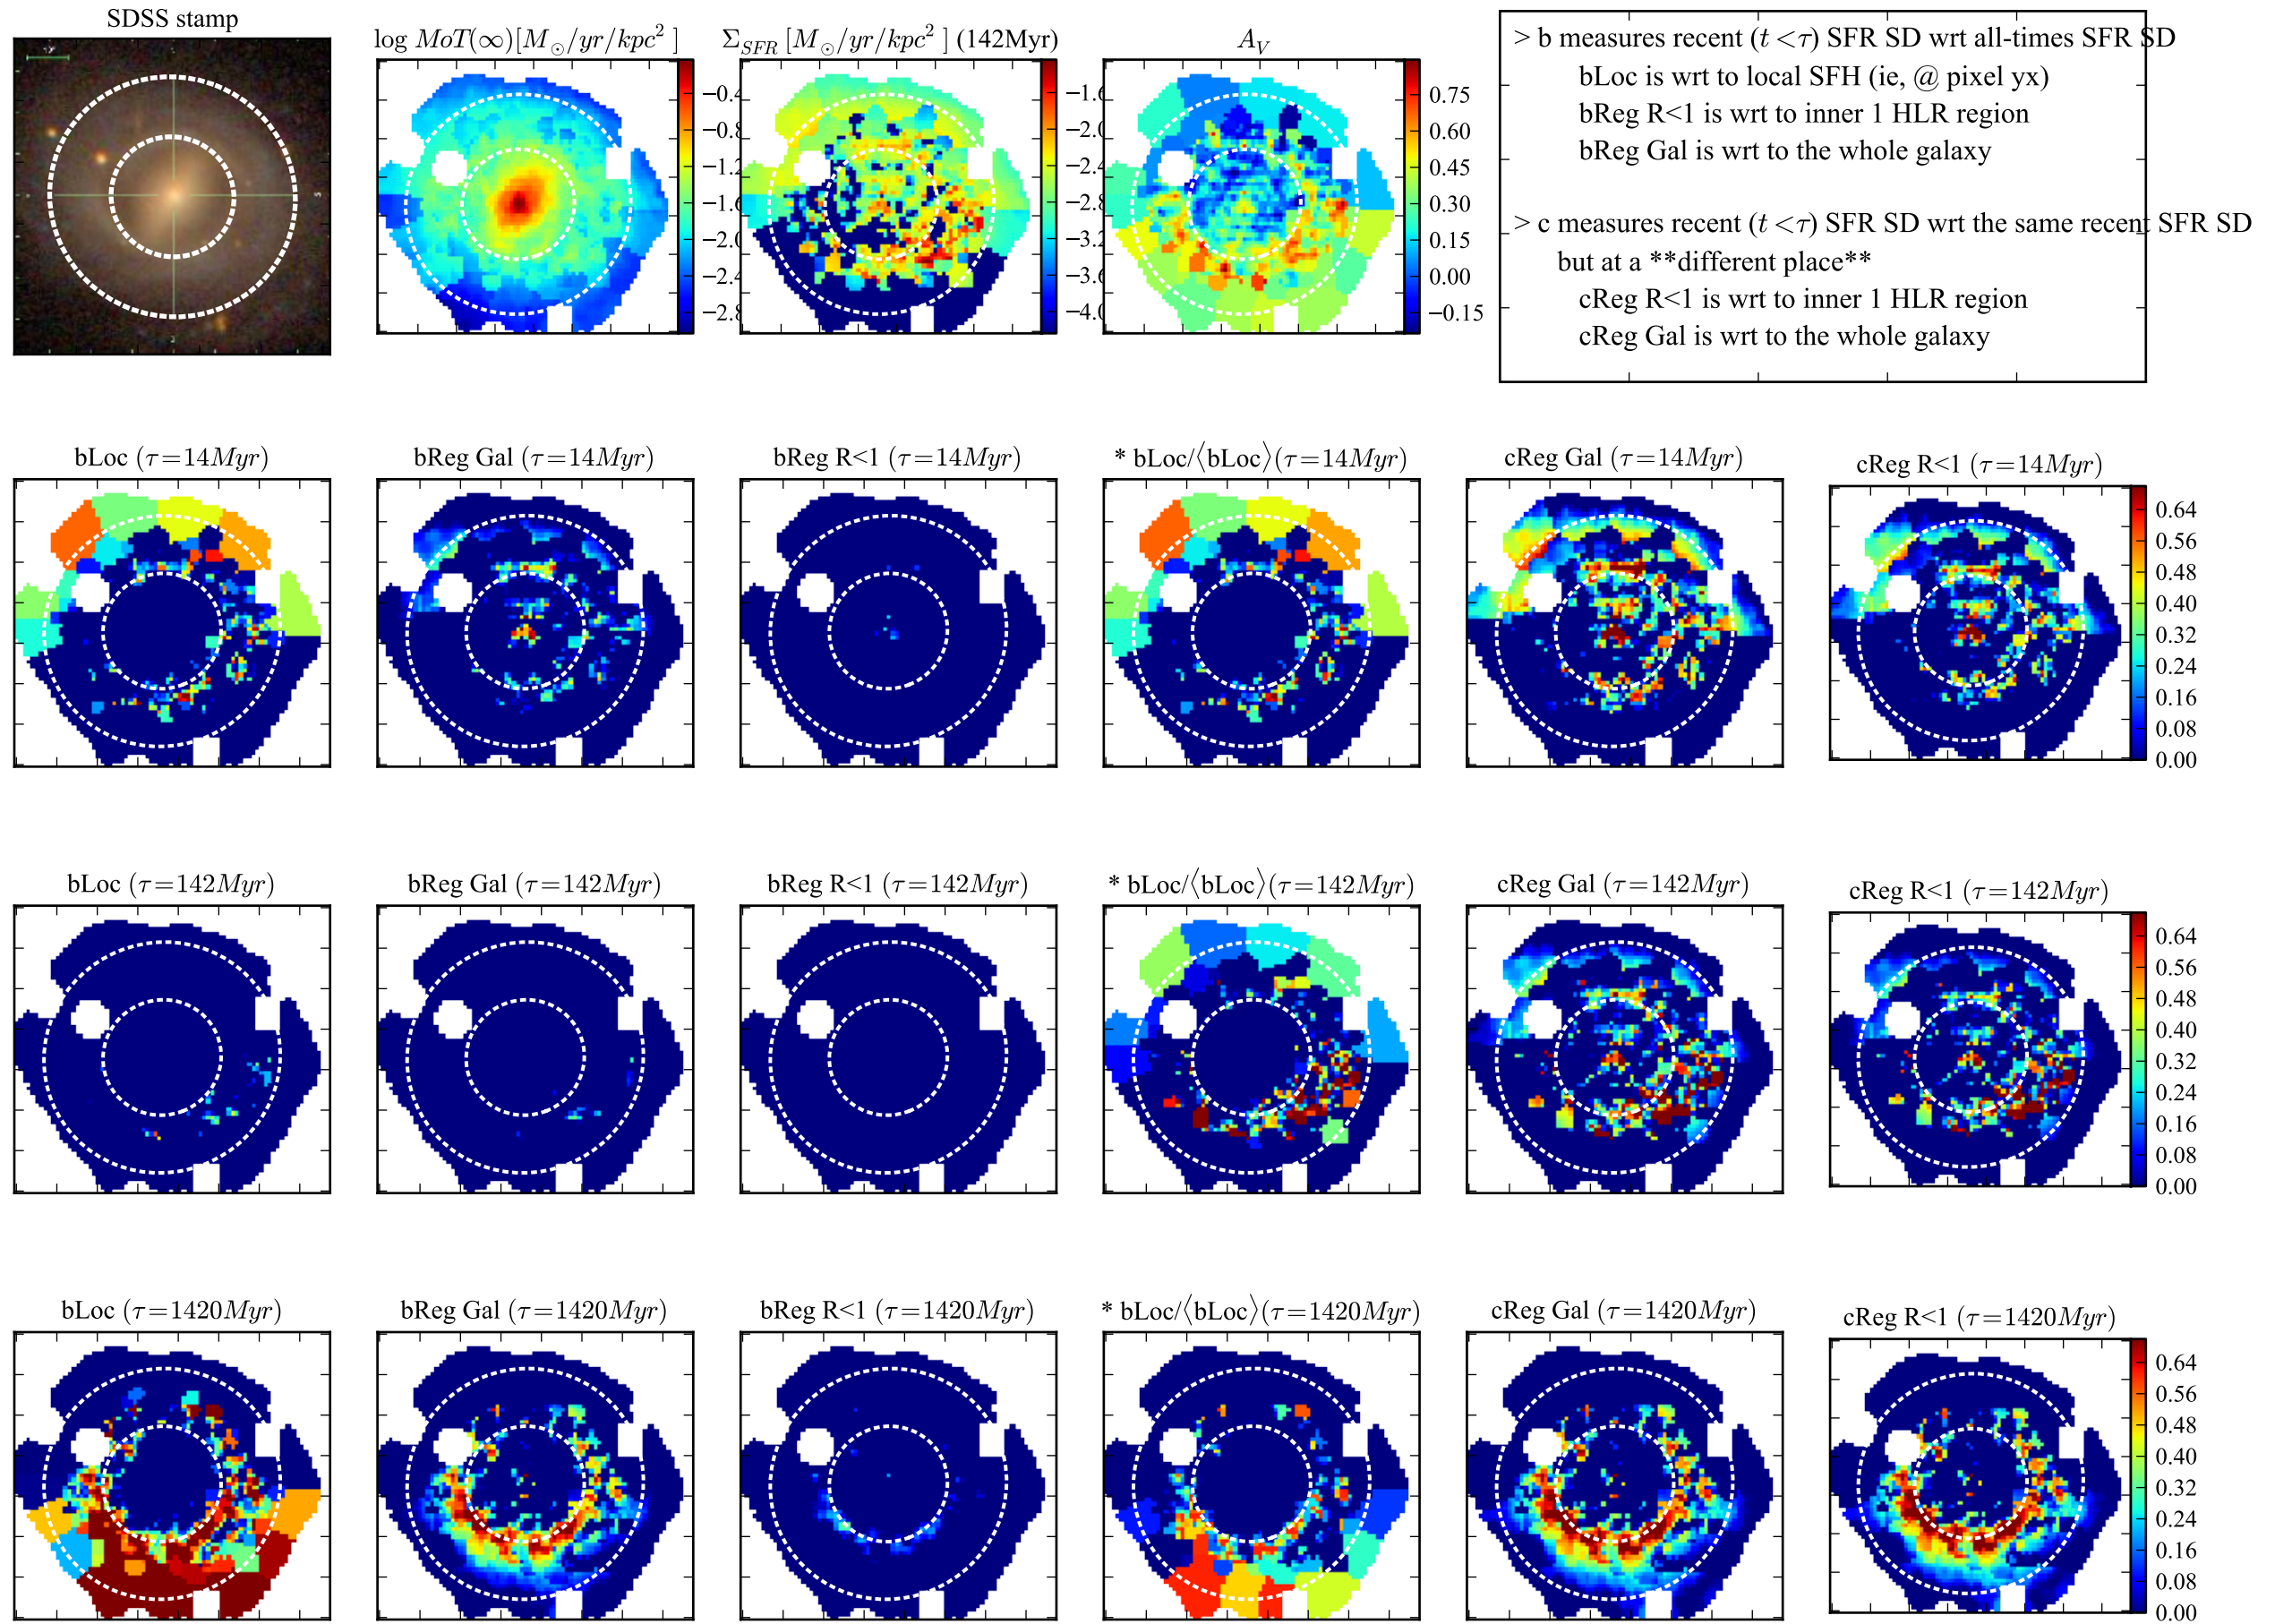 SDSS stamp
log MoT(∞)[M⊙/yr/kpc² ]
Σ_SFR [M⊙/yr/kpc² ] (142Myr)
A_V
> b measures recent (t <τ) SFR SD wrt all-times SFR SD
bLoc is wrt to local SFH (ie, @ pixel yx)
bReg R<1 is wrt to inner 1 HLR region
bReg Gal is wrt to the whole galaxy
> c measures recent (t <τ) SFR SD wrt the same recent SFR SD
but at a **different place**
cReg R<1 is wrt to inner 1 HLR region
cReg Gal is wrt to the whole galaxy
−0.4
−0.8
−1.2
−1.6
−2.0
−2.4
−2.8
−1.6
−2.0
−2.4
−2.8
−3.2
−3.6
−4.0
0.75
0.60
0.45
0.30
0.15
0.00
−0.15
bLoc (τ=14Myr)
bReg Gal (τ=14Myr)
bReg R<1 (τ=14Myr)
* bLoc/⟨bLoc⟩(τ=14Myr)
cReg Gal (τ=14Myr)
cReg R<1 (τ=14Myr)
0.64
0.56
0.48
0.40
0.32
0.24
0.16
0.08
0.00
bLoc (τ=142Myr)
bReg Gal (τ=142Myr)
bReg R<1 (τ=142Myr)
* bLoc/⟨bLoc⟩(τ=142Myr)
cReg Gal (τ=142Myr)
cReg R<1 (τ=142Myr)
0.64
0.56
0.48
0.40
0.32
0.24
0.16
0.08
0.00
bLoc (τ=1420Myr)
bReg Gal (τ=1420Myr)
bReg R<1 (τ=1420Myr)
* bLoc/⟨bLoc⟩(τ=1420Myr)
cReg Gal (τ=1420Myr)
cReg R<1 (τ=1420Myr)
0.64
0.56
0.48
0.40
0.32
0.24
0.16
0.08
0.00